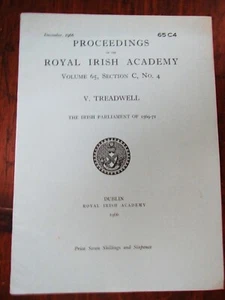 December, 1966
65 C4
PROCEEDINGS
OF THE
ROYAL IRISH ACADEMY
VOLUME 65, SECTION C, NO. 4
V. TREADWELL
THE IRISH PARLIAMENT OF 1569-71
DUBLIN
ROYAL IRISH ACADEMY
1966
Price Seven Shillings and Sixpence